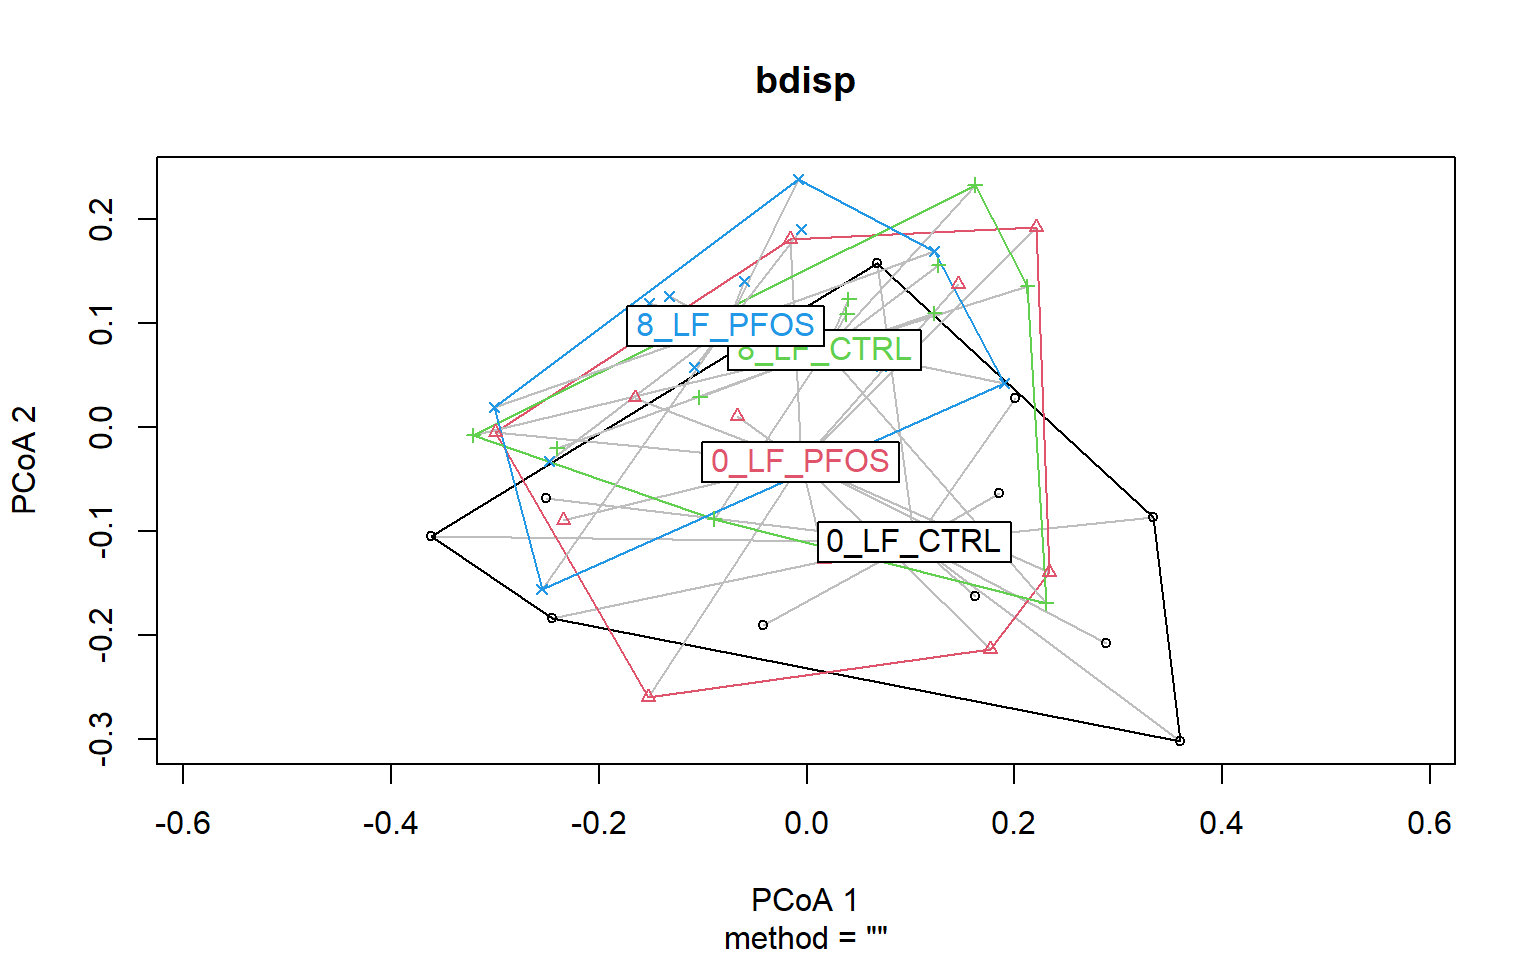 bdisp
PCoA 2
0.2
0.1
0.0
-0.1
-0.2
-0.3
8_LF_PFOS
8_LF_CTRL
0_LF_PFOS
0_LF_CTRL
-0.6 -0.4 -0.2 0.0 0.2 0.4 0.6
PCoA 1
method = ""